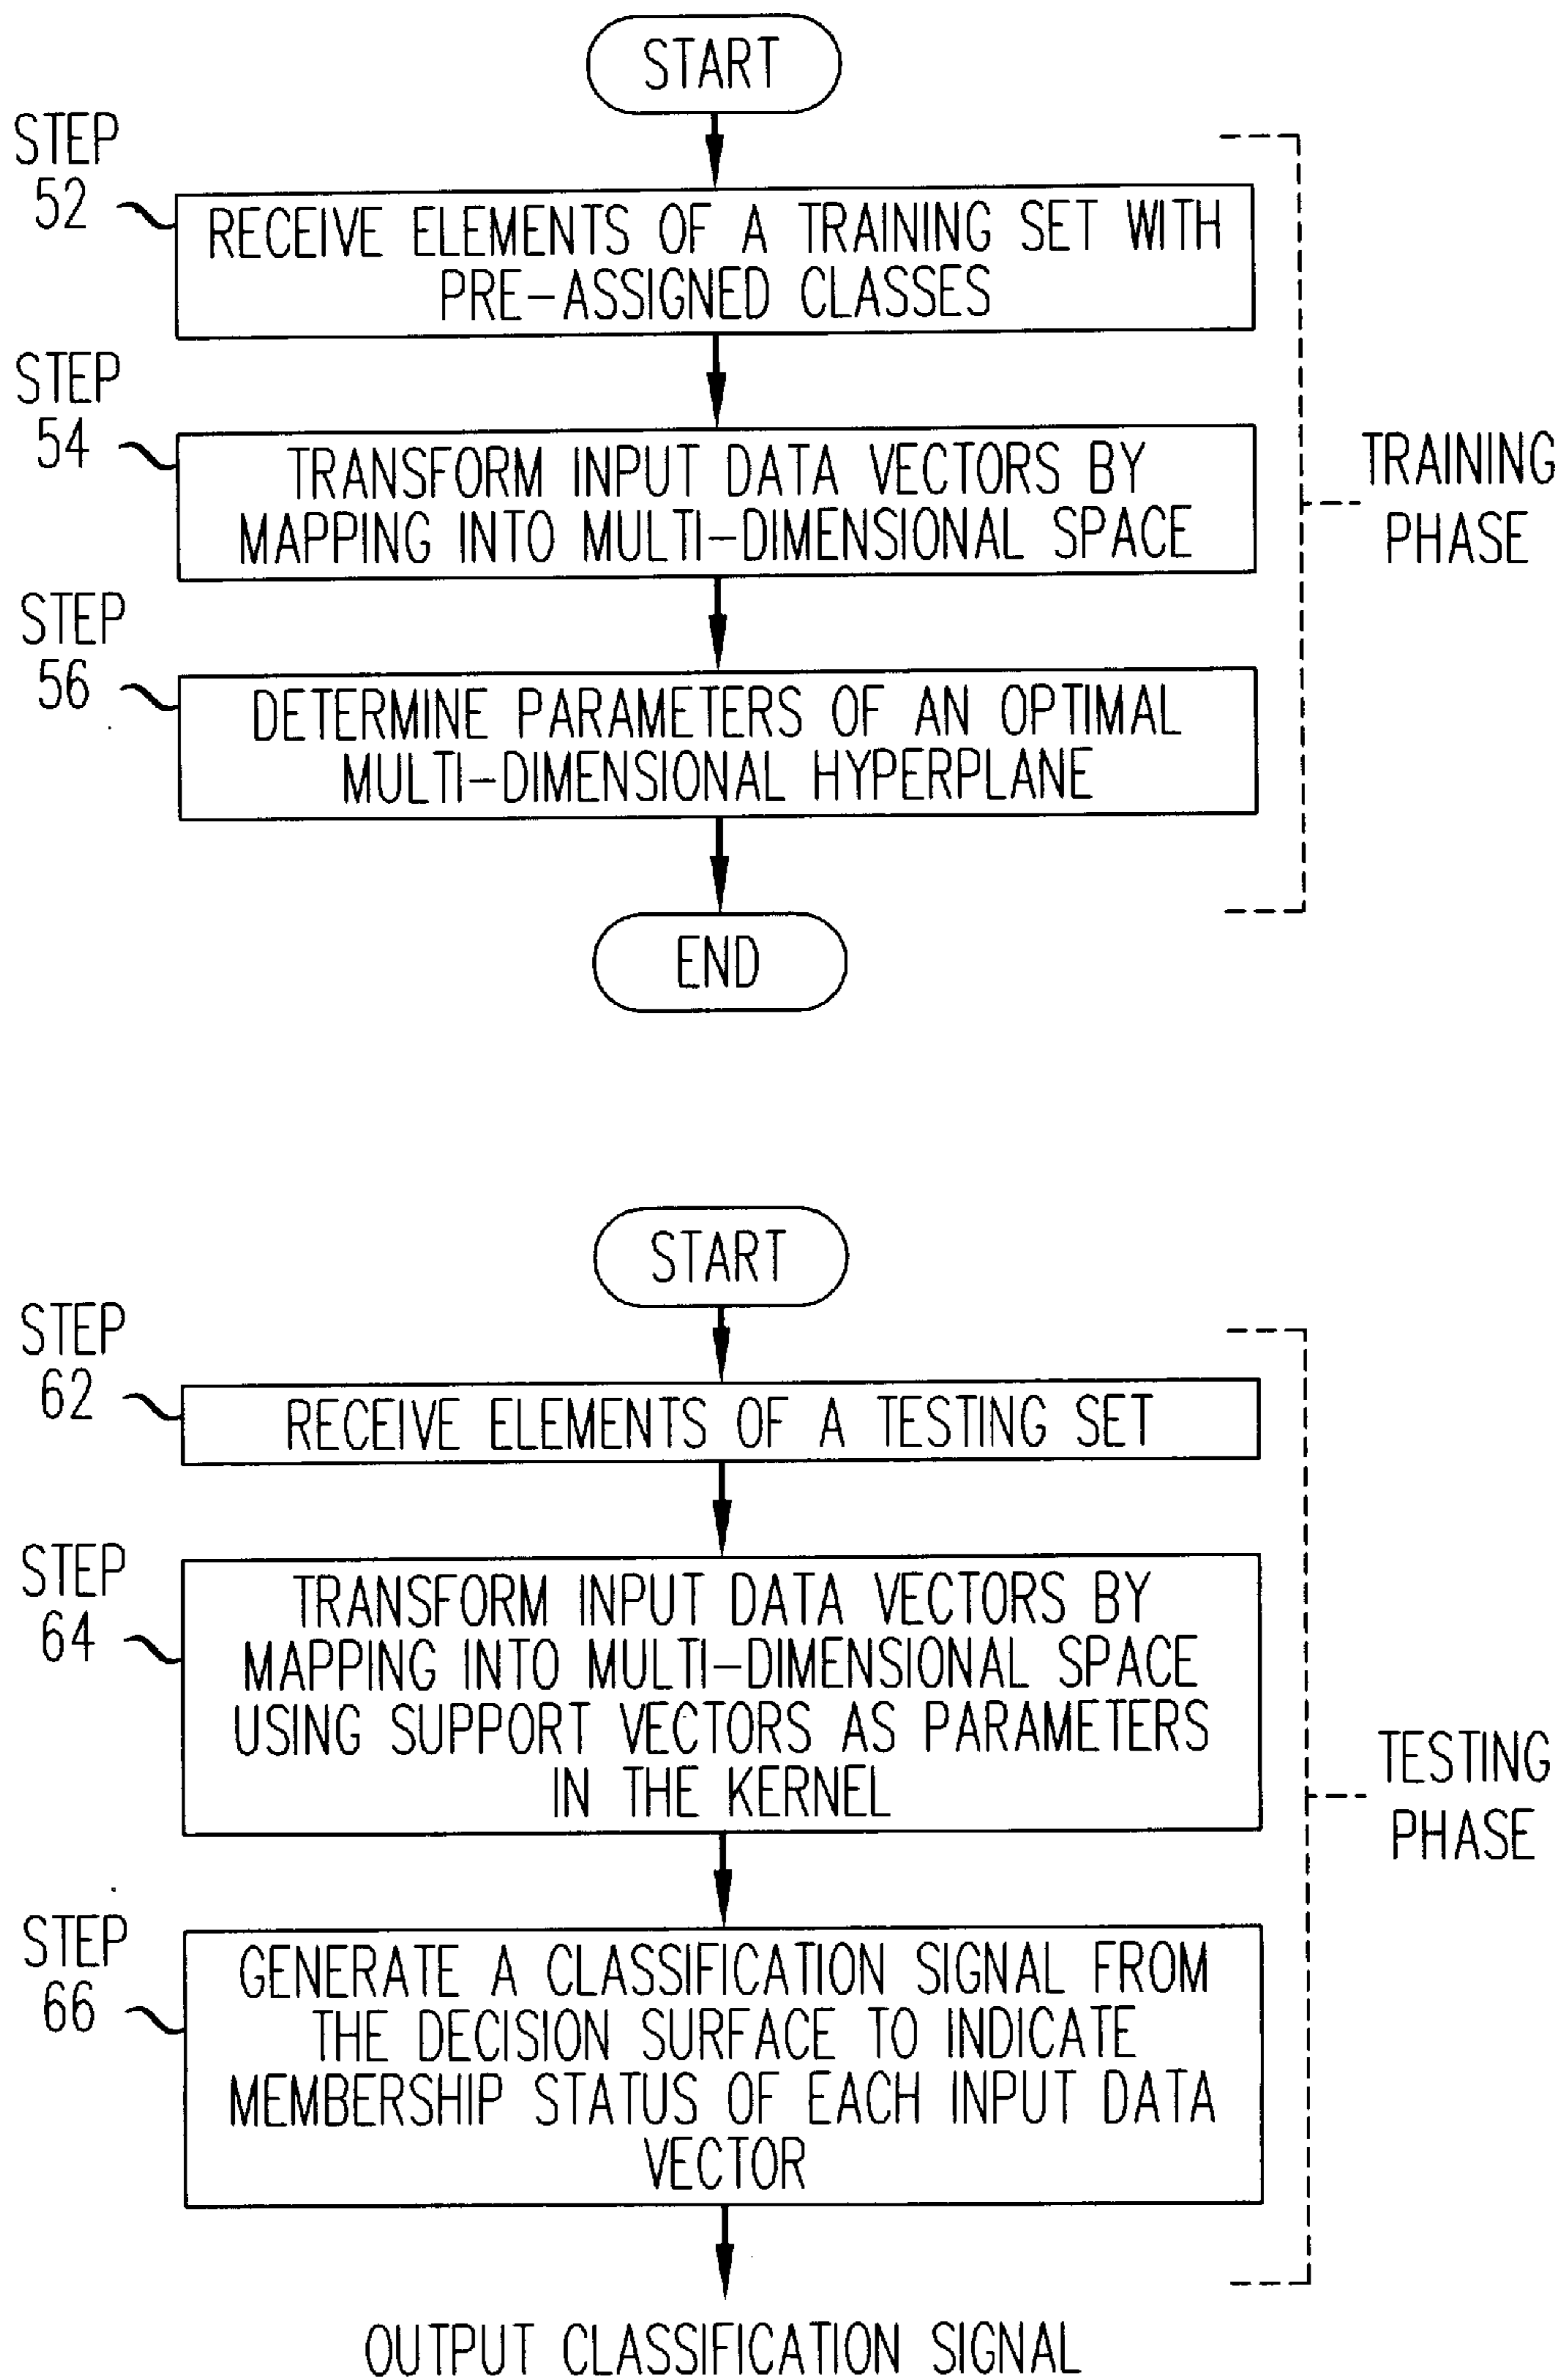 START
STEP
52
RECEIVE ELEMENTS OF A TRAINING SET WITH
PRE-ASSIGNED CLASSES
STEP
54
TRANSFORM INPUT DATA VECTORS BY
MAPPING INTO MULTI-DIMENSIONAL SPACE
TRAINING
PHASE
STEP
56
DETERMINE PARAMETERS OF AN OPTIMAL
MULTI-DIMENSIONAL HYPERPLANE
END
START
STEP
62
RECEIVE ELEMENTS OF A TESTING SET
STEP
64
TRANSFORM INPUT DATA VECTORS BY
MAPPING INTO MULTI-DIMENSIONAL SPACE
USING SUPPORT VECTORS AS PARAMETERS
IN THE KERNEL
TESTING
PHASE
STEP
66
GENERATE A CLASSIFICATION SIGNAL FROM
THE DECISION SURFACE TO INDICATE
MEMBERSHIP STATUS OF EACH INPUT DATA
VECTOR
OUTPUT CLASSIFICATION SIGNAL